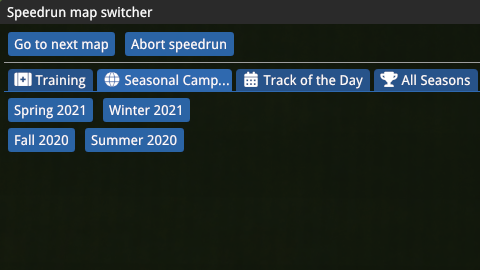 Speedrun map switcher
Go to next map Abort speedrun
Training Seasonal Camp... Track of the Day All Seasons
Spring 2021 Winter 2021
Fall 2020 Summer 2020